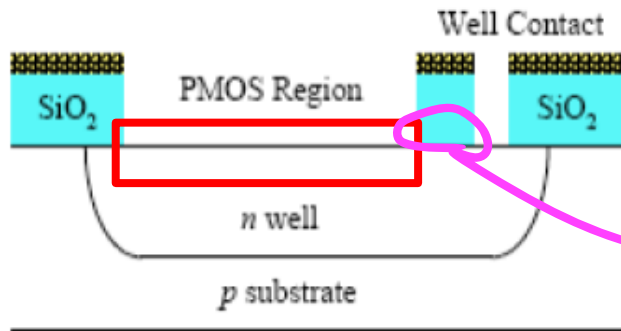 Well Contact
SiO₂ PMOS Region SiO₂
n well
p substrate